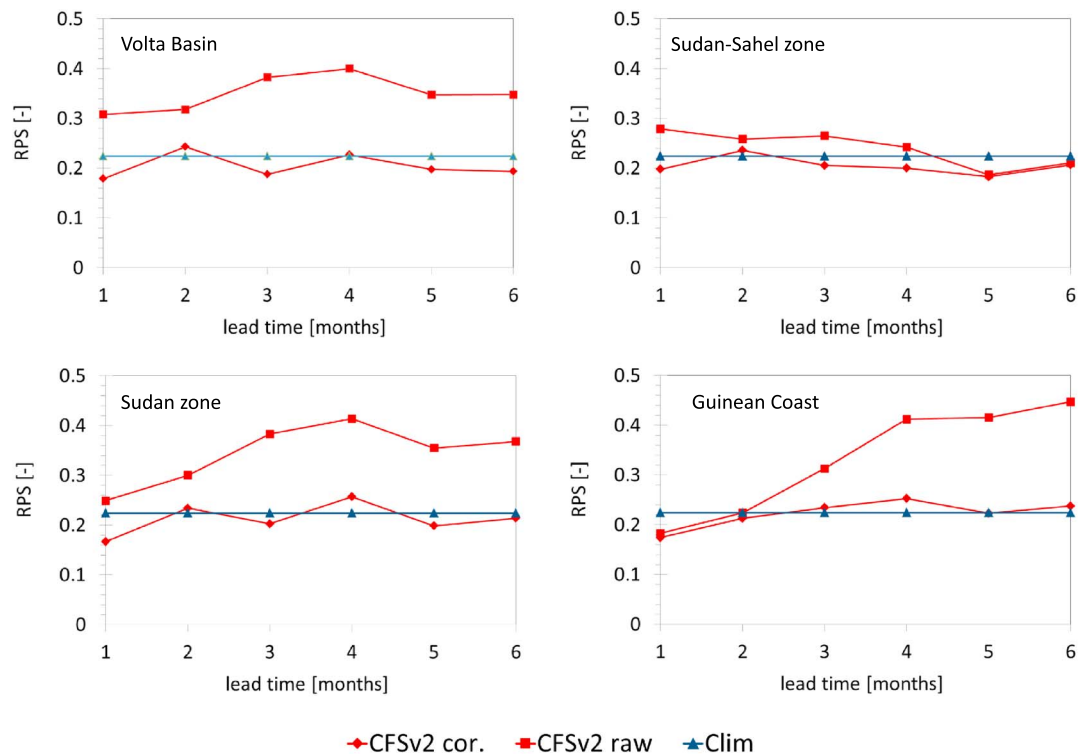 Volta Basin
RPS [-]
0.5
0.4
0.3
0.2
0.1
0
1 2 3 4 5 6
lead time [months]
Sudan-Sahel zone
RPS [-]
0.5
0.4
0.3
0.2
0.1
0
1 2 3 4 5 6
lead time [months]
Sudan zone
RPS [-]
0.5
0.4
0.3
0.2
0.1
0
1 2 3 4 5 6
lead time [months]
Guinean Coast
RPS [-]
0.5
0.4
0.3
0.2
0.1
0
1 2 3 4 5 6
lead time [months]
CFSv2 cor. CFSv2 raw Clim